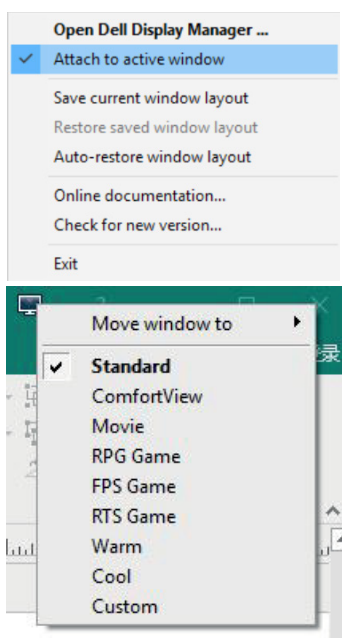 Open Dell Display Manager ...
Attach to active window
Save current window layout
Restore saved window layout
Auto-restore window layout
Online documentation...
Check for new version...
Exit
Move window to
录
Standard
ComfortView
Movie
RPG Game
FPS Game
RTS Game
Warm
Cool
Custom